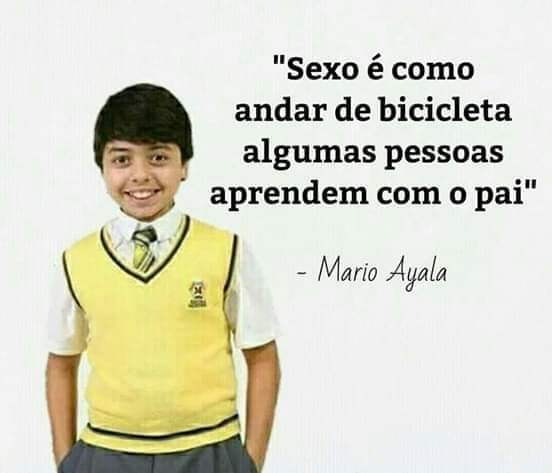 "Sexo é como
andar de bicicleta
algumas pessoas
aprendem com o pai"
- Mario Ayala